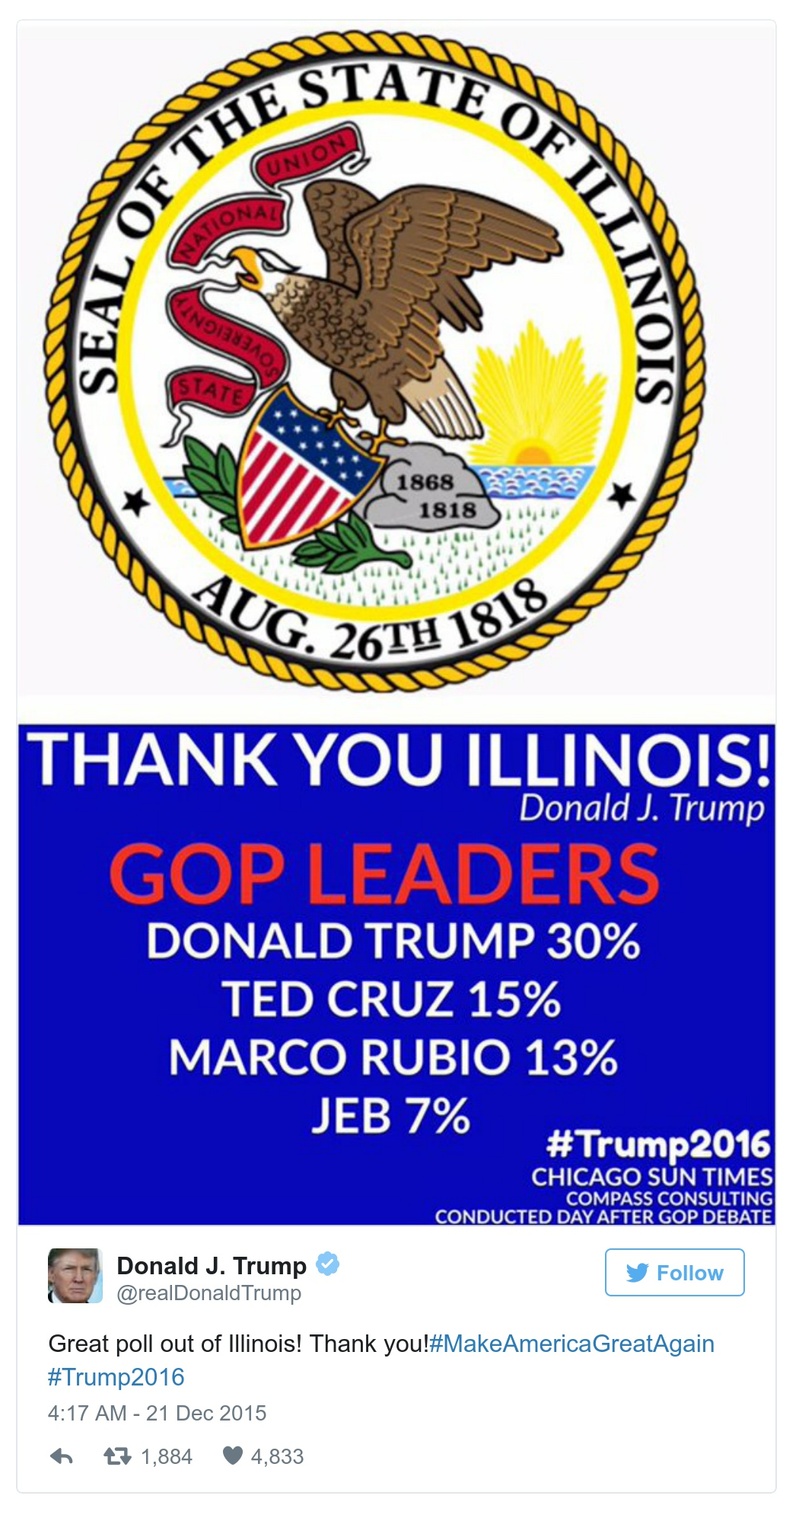 SEAL OF THE STATE OF ILLINOIS
UNION
NATIONAL
SOVEREIGNTY
STATE
1868
1818
AUG. 26TH 1818
THANK YOU ILLINOIS!
Donald J. Trump
GOP LEADERS
DONALD TRUMP 30%
TED CRUZ 15%
MARCO RUBIO 13%
JEB 7%
#Trump2016
CHICAGO SUN TIMES
COMPASS CONSULTING
CONDUCTED DAY AFTER GOP DEBATE
Donald J. Trump
@realDonaldTrump
Follow
Great poll out of Illinois! Thank you!#MakeAmericaGreatAgain
#Trump2016
4:17 AM - 21 Dec 2015
1,884 4,833